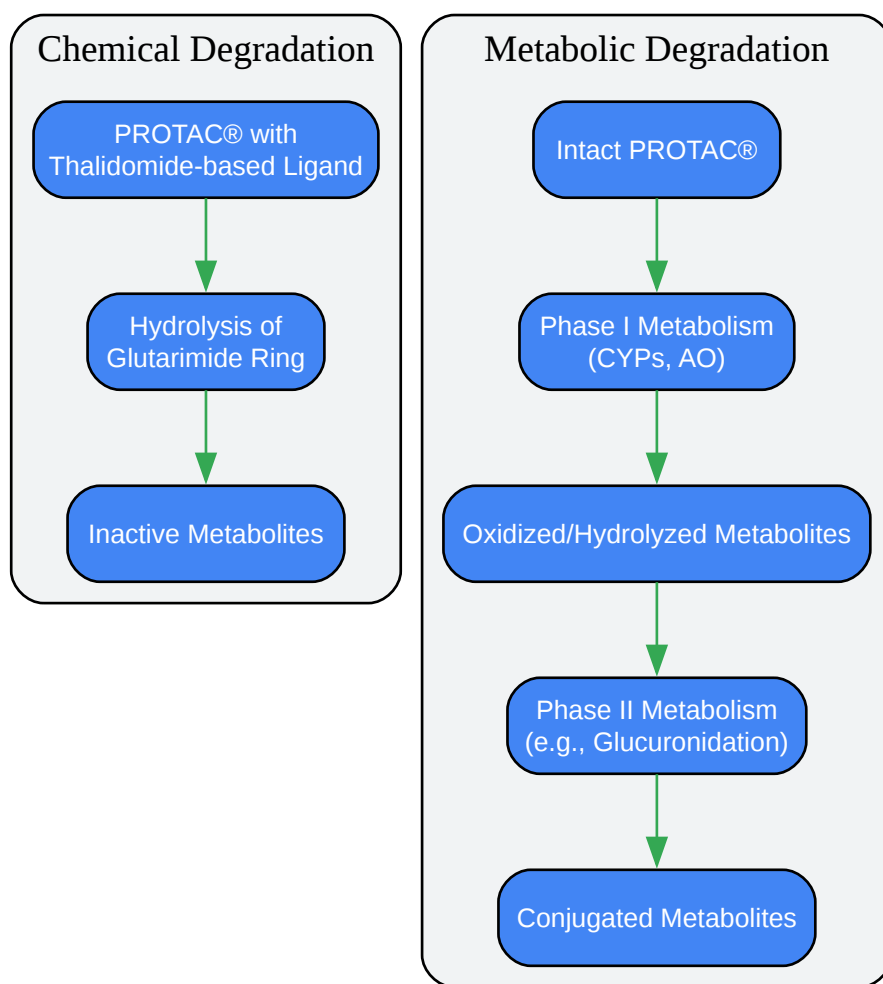 Chemical Degradation
PROTAC® with
Thalidomide-based Ligand
Hydrolysis of
Glutarimide Ring
Inactive Metabolites
Metabolic Degradation
Intact PROTAC®
Phase I Metabolism
(CYPs, AO)
Oxidized/Hydrolyzed Metabolites
Phase II Metabolism
(e.g., Glucuronidation)
Conjugated Metabolites